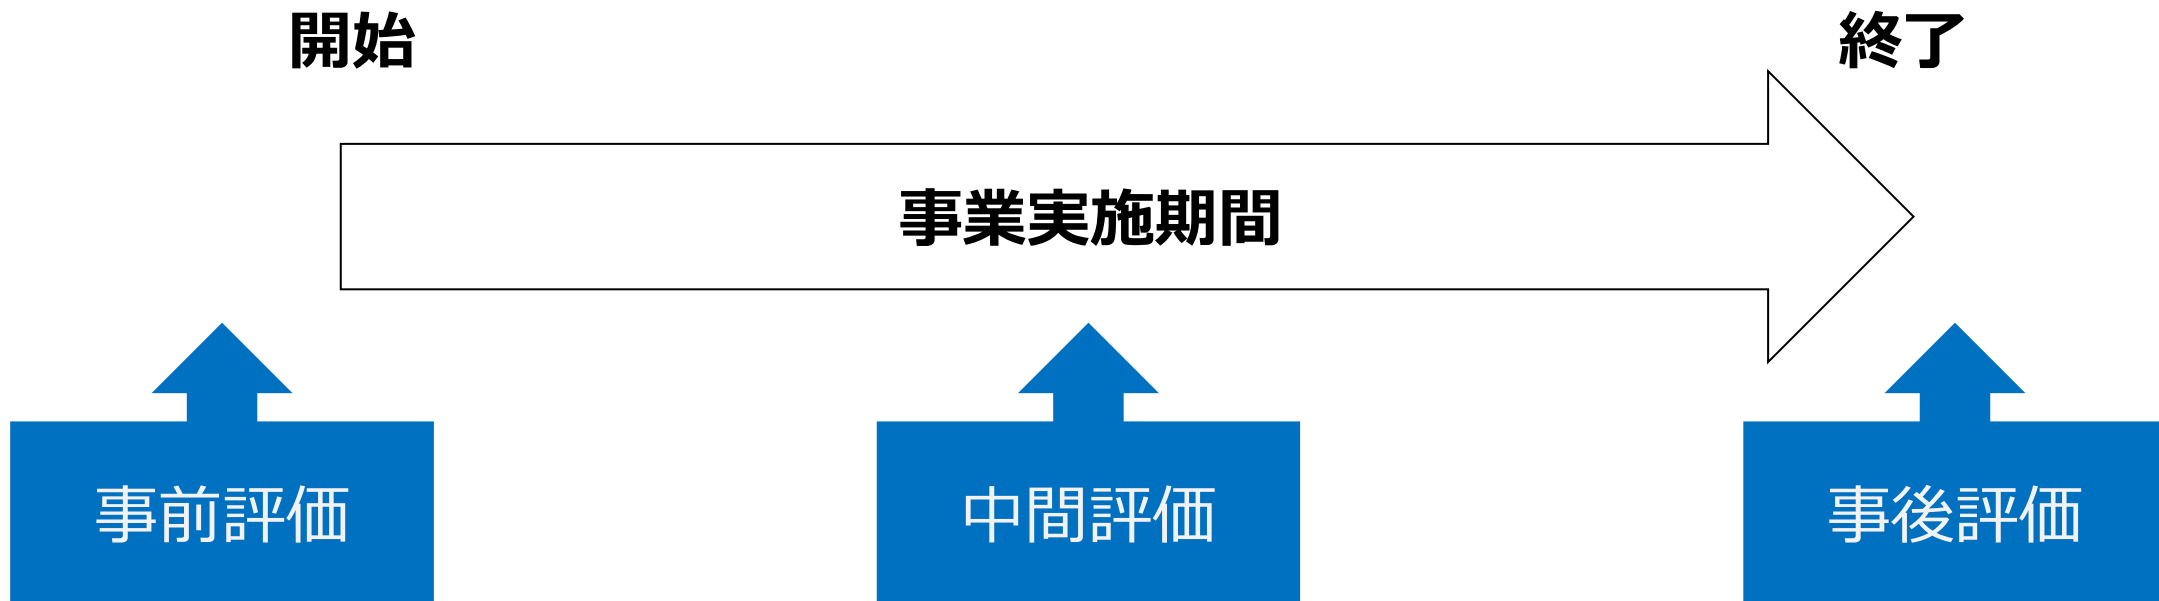 開始
終了
事業実施期間
事前評価
中間評価
事後評価